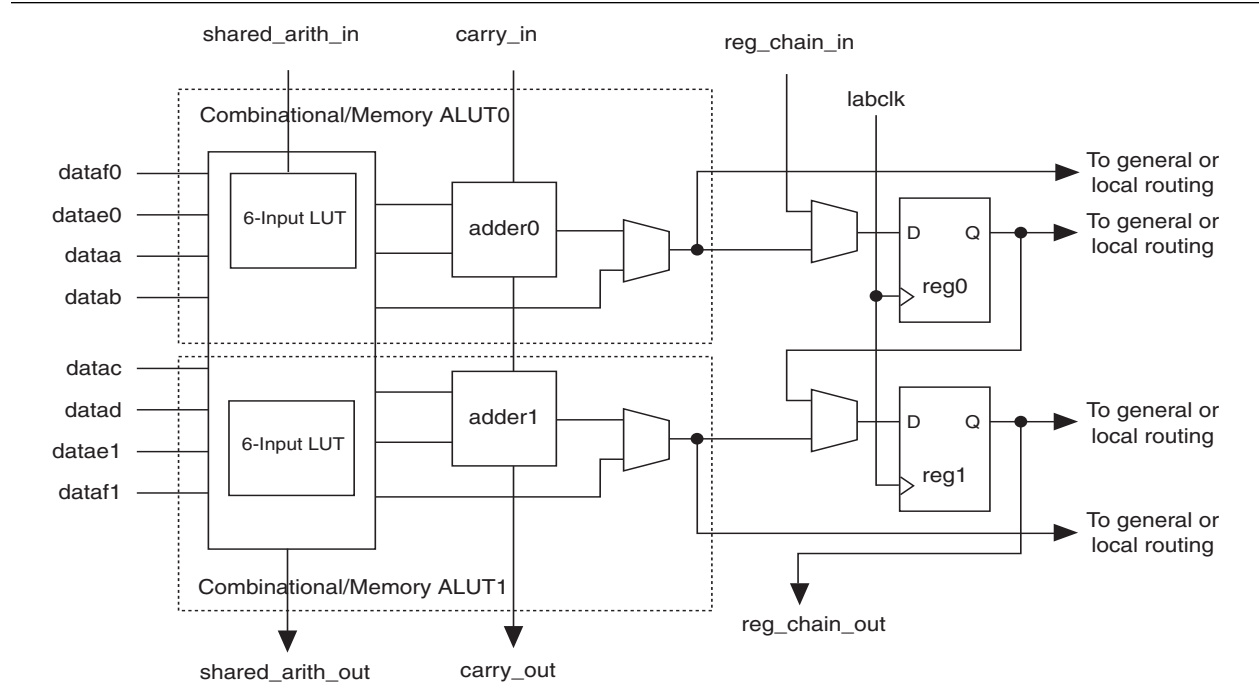 shared_arith_in
carry_in
reg_chain_in
labclk
Combinational/Memory ALUT0
dataf0
datae0
dataa
datab
6-Input LUT
adder0
D Q
reg0
To general or
local routing
To general or
local routing
datac
datad
datae1
dataf1
6-Input LUT
adder1
D Q
reg1
To general or
local routing
To general or
local routing
Combinational/Memory ALUT1
reg_chain_out
shared_arith_out
carry_out